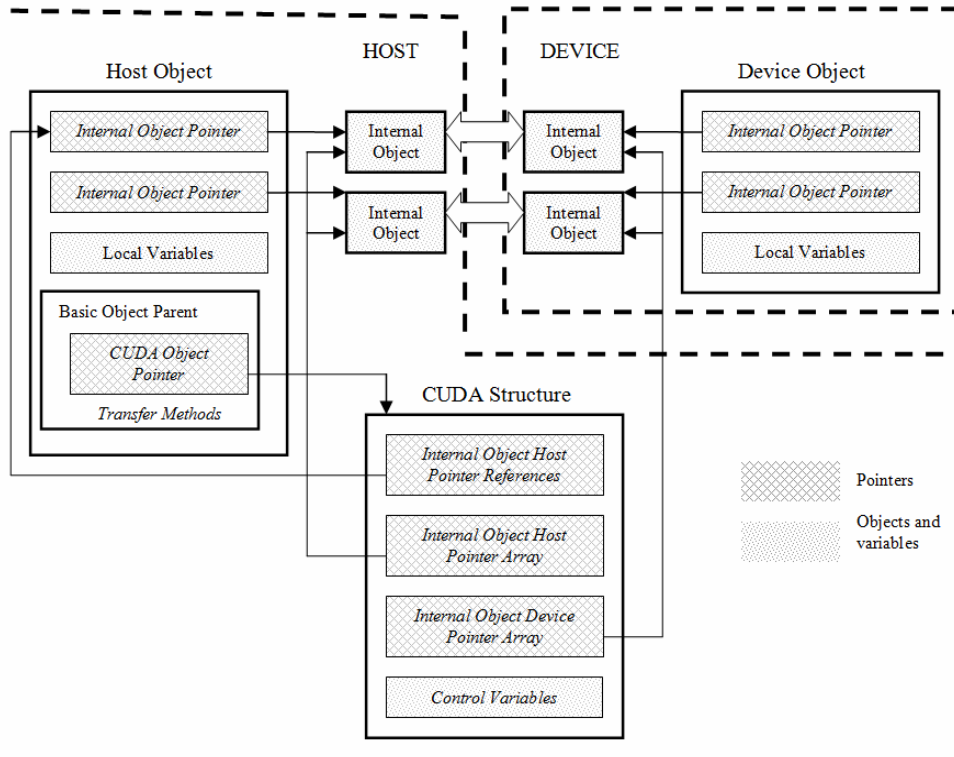 HOST
DEVICE
Host Object
Device Object
Internal Object Pointer
Internal
Object
Internal
Object
Internal Object Pointer
Internal Object Pointer
Internal
Object
Internal
Object
Internal Object Pointer
Local Variables
Local Variables
Basic Object Parent
CUDA Object
Pointer
Transfer Methods
CUDA Structure
Internal Object Host
Pointer References
Internal Object Host
Pointer Array
Internal Object Device
Pointer Array
Control Variables
Pointers
Objects and
variables